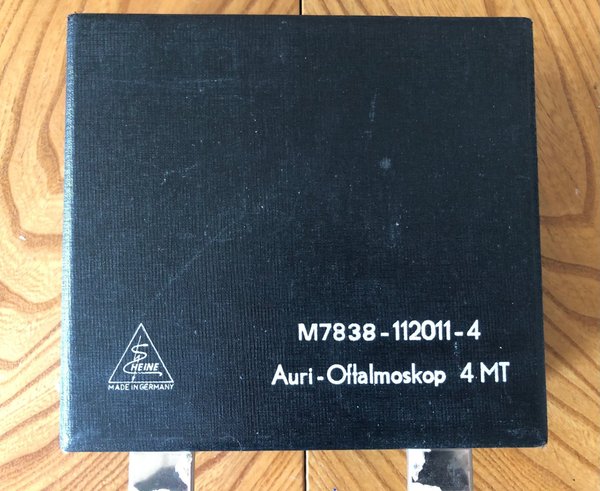 M7838-112011-4
Auri-Oftalmoskop 4 MT
HEINE
MADE IN GERMANY